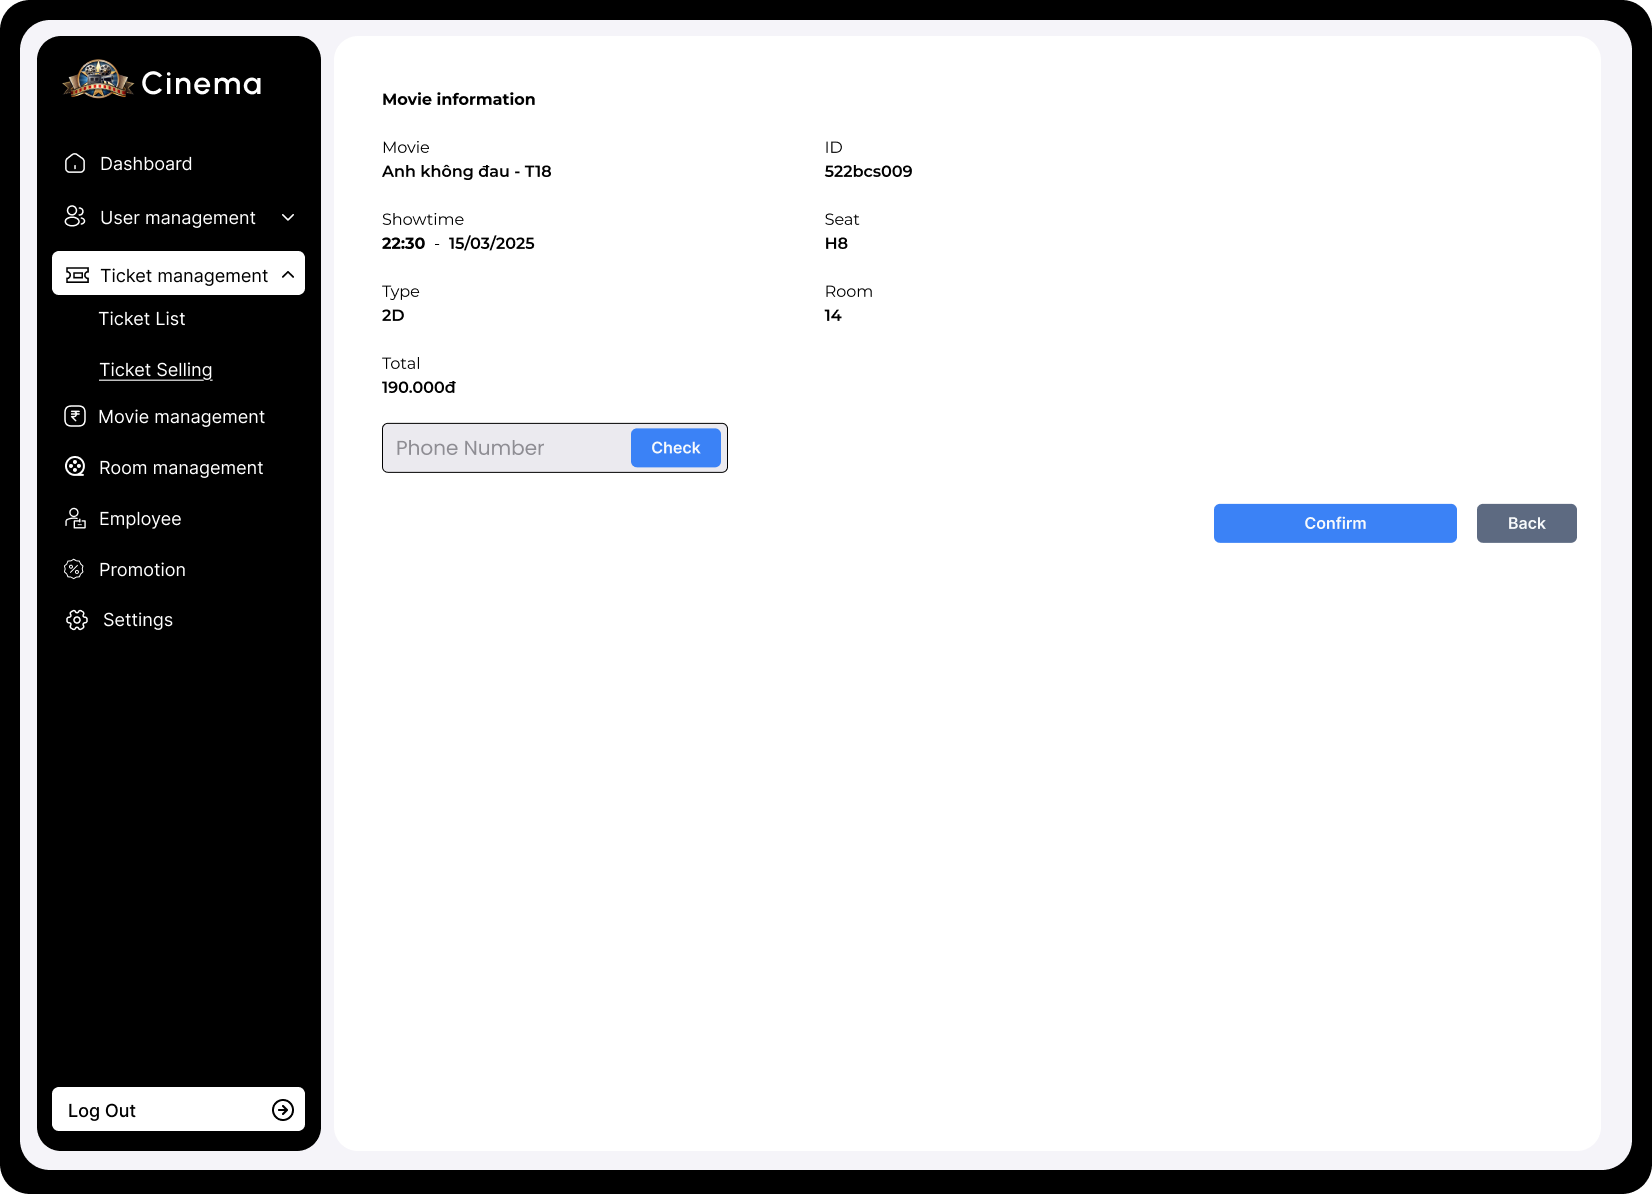 Cinema
Dashboard
User management
Ticket management
Ticket List
Ticket Selling
Movie management
Room management
Employee
Promotion
Settings
Log Out
Movie information
Movie
Anh không đau - T18
ID
522bcs009
Showtime
22:30 - 15/03/2025
Seat
H8
Type
2D
Room
14
Total
190.000đ
Phone Number
Check
Confirm
Back